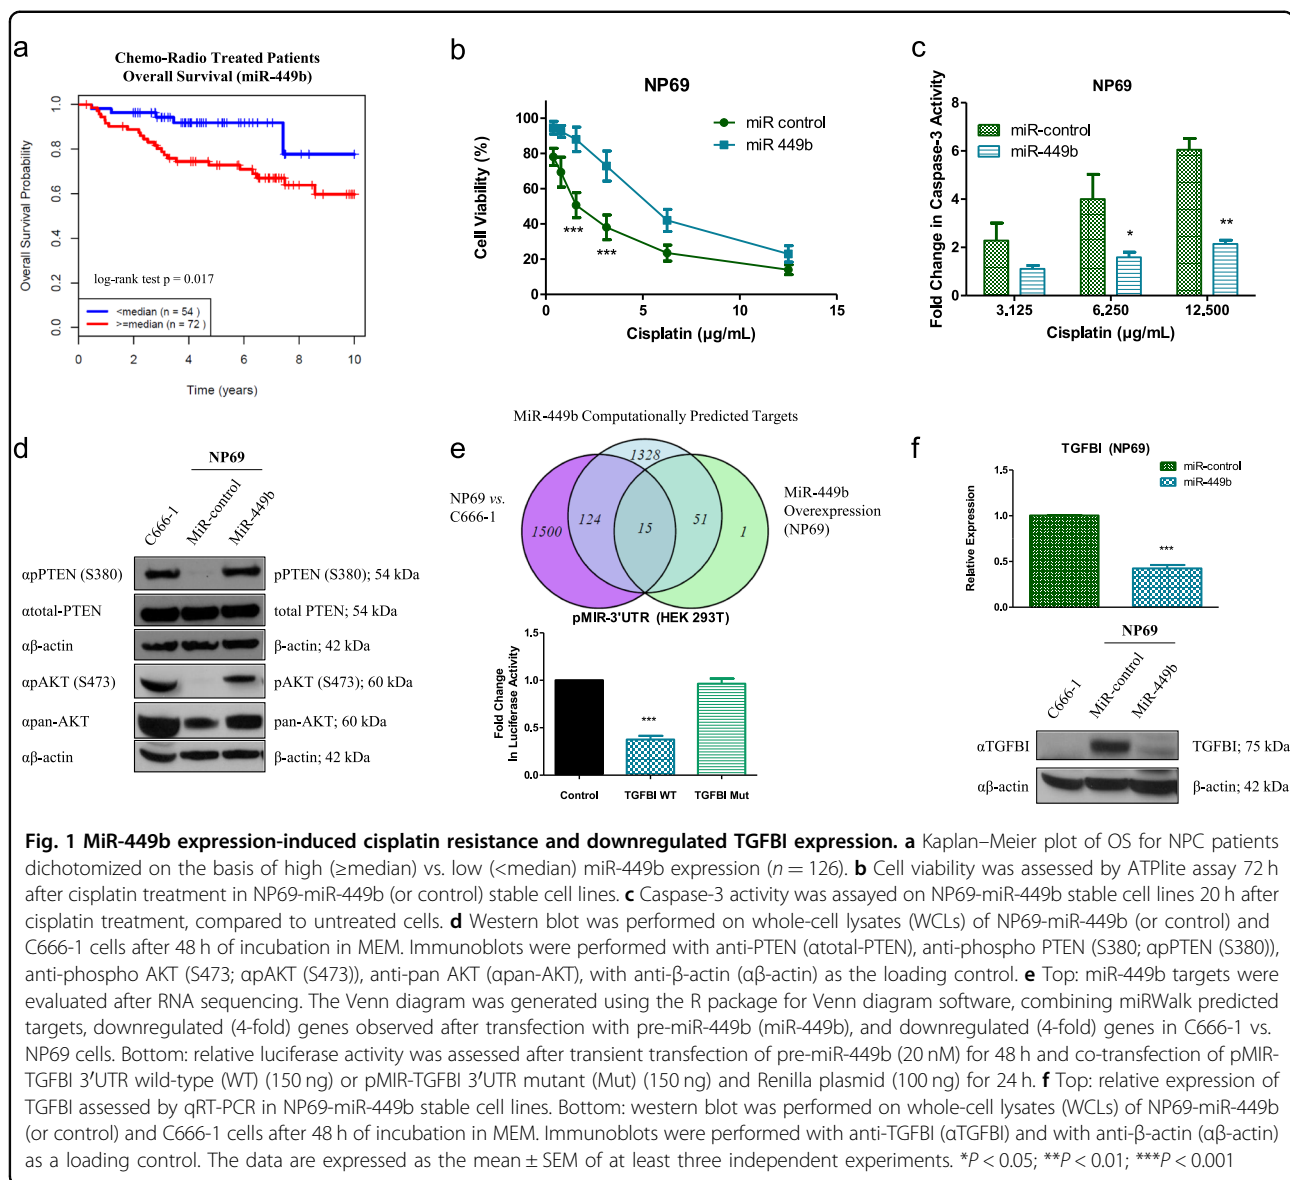 a
Chemo-Radio Treated Patients
Overall Survival (miR-449b)
Overall Survival Probability
1.0
0.8
0.6
0.4
0.2
0.0
log-rank test p = 0.017
<median (n = 54 )
>=median (n = 72 )
0 2 4 6 8 10
Time (years)
b
NP69
miR control
miR 449b
Cell Viability (%)
100
80
60
40
20
0
***
***
0 5 10 15
Cisplatin (µg/mL)
c
NP69
miR-control
miR-449b
Fold Change in Caspase-3 Activity
8
6
4
2
0
*
**
3.125 6.250 12.500
Cisplatin (µg/mL)
d
NP69
C666-1
MiR-control
MiR-449b
αpPTEN (S380) pPTEN (S380); 54 kDa
αtotal-PTEN total PTEN; 54 kDa
αβ-actin β-actin; 42 kDa
αpAKT (S473) pAKT (S473); 60 kDa
αpan-AKT pan-AKT; 60 kDa
αβ-actin β-actin; 42 kDa
MiR-449b Computationally Predicted Targets
e
NP69 vs.
C666-1
MiR-449b
Overexpression
(NP69)
1328
1500
124
15
51
1
pMIR-3'UTR (HEK 293T)
Fold Change
In Luciferase Activity
1.5
1.0
0.5
0.0
***
Control TGFBI WT TGFBI Mut
f
TGFBI (NP69)
miR-control
miR-449b
Relative Expression
1.5
1.0
0.5
0.0
***
NP69
C666-1
MiR-control
MiR-449b
αTGFBI TGFBI; 75 kDa
αβ-actin β-actin; 42 kDa
Fig. 1 MiR-449b expression-induced cisplatin resistance and downregulated TGFBI expression. a Kaplan–Meier plot of OS for NPC patients
dichotomized on the basis of high (≥median) vs. low (<median) miR-449b expression (n = 126). b Cell viability was assessed by ATPlite assay 72 h
after cisplatin treatment in NP69-miR-449b (or control) stable cell lines. c Caspase-3 activity was assayed on NP69-miR-449b stable cell lines 20 h after
cisplatin treatment, compared to untreated cells. d Western blot was performed on whole-cell lysates (WCLs) of NP69-miR-449b (or control) and
C666-1 cells after 48 h of incubation in MEM. Immunoblots were performed with anti-PTEN (αtotal-PTEN), anti-phospho PTEN (S380; αpPTEN (S380)),
anti-phospho AKT (S473; αpAKT (S473)), anti-pan AKT (αpan-AKT), with anti-β-actin (αβ-actin) as the loading control. e Top: miR-449b targets were
evaluated after RNA sequencing. The Venn diagram was generated using the R package for Venn diagram software, combining miRWalk predicted
targets, downregulated (4-fold) genes observed after transfection with pre-miR-449b (miR-449b), and downregulated (4-fold) genes in C666-1 vs.
NP69 cells. Bottom: relative luciferase activity was assessed after transient transfection of pre-miR-449b (20 nM) for 48 h and co-transfection of pMIR-
TGFBI 3′UTR wild-type (WT) (150 ng) or pMIR-TGFBI 3′UTR mutant (Mut) (150 ng) and Renilla plasmid (100 ng) for 24 h. f Top: relative expression of
TGFBI assessed by qRT-PCR in NP69-miR-449b stable cell lines. Bottom: western blot was performed on whole-cell lysates (WCLs) of NP69-miR-449b
(or control) and C666-1 cells after 48 h of incubation in MEM. Immunoblots were performed with anti-TGFBI (αTGFBI) and with anti-β-actin (αβ-actin)
as a loading control. The data are expressed as the mean ± SEM of at least three independent experiments. *P < 0.05; **P < 0.01; ***P < 0.001